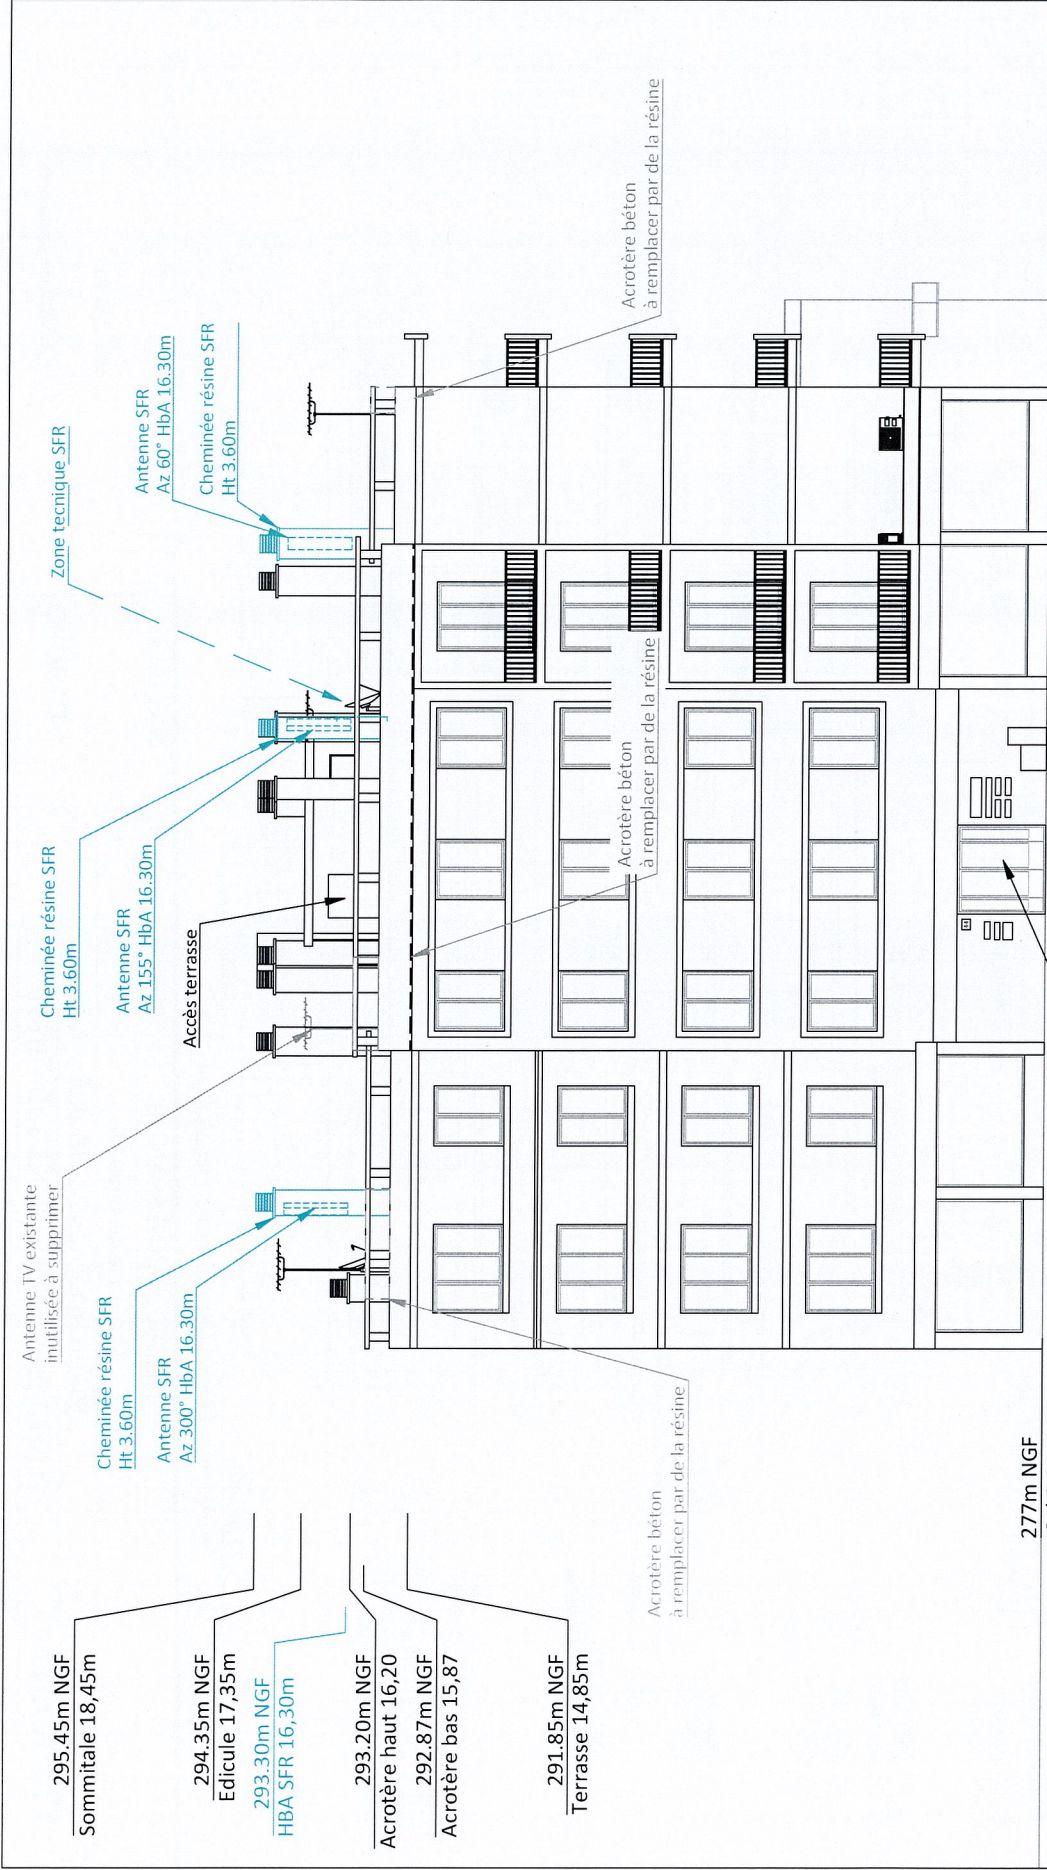 295.45m NGF
Sommitale 18,45m
294.35m NGF
Edicule 17,35m
293.30m NGF
HBA SFR 16,30m
293.20m NGF
Acrotère haut 16,20
292.87m NGF
Acrotère bas 15,87
291.85m NGF
Terrasse 14,85m
277m NGF
Antenne TV existante
inutilisée à supprimer
Cheminée résine SFR
Ht 3.60m
Antenne SFR
Az 300° HbA 16.30m
Acrotère béton
à remplacer par de la résine
Cheminée résine SFR
Ht 3.60m
Antenne SFR
Az 155° HbA 16.30m
Accès terrasse
Acrotère béton
à remplacer par de la résine
Zone tecnique SFR
Antenne SFR
Az 60° HbA 16.30m
Cheminée résine SFR
Ht 3.60m
Acrotère béton
à remplacer par de la résine